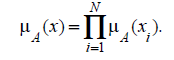 μ_A(x) = ∏_{i=1}^{N} μ_A(x_i).